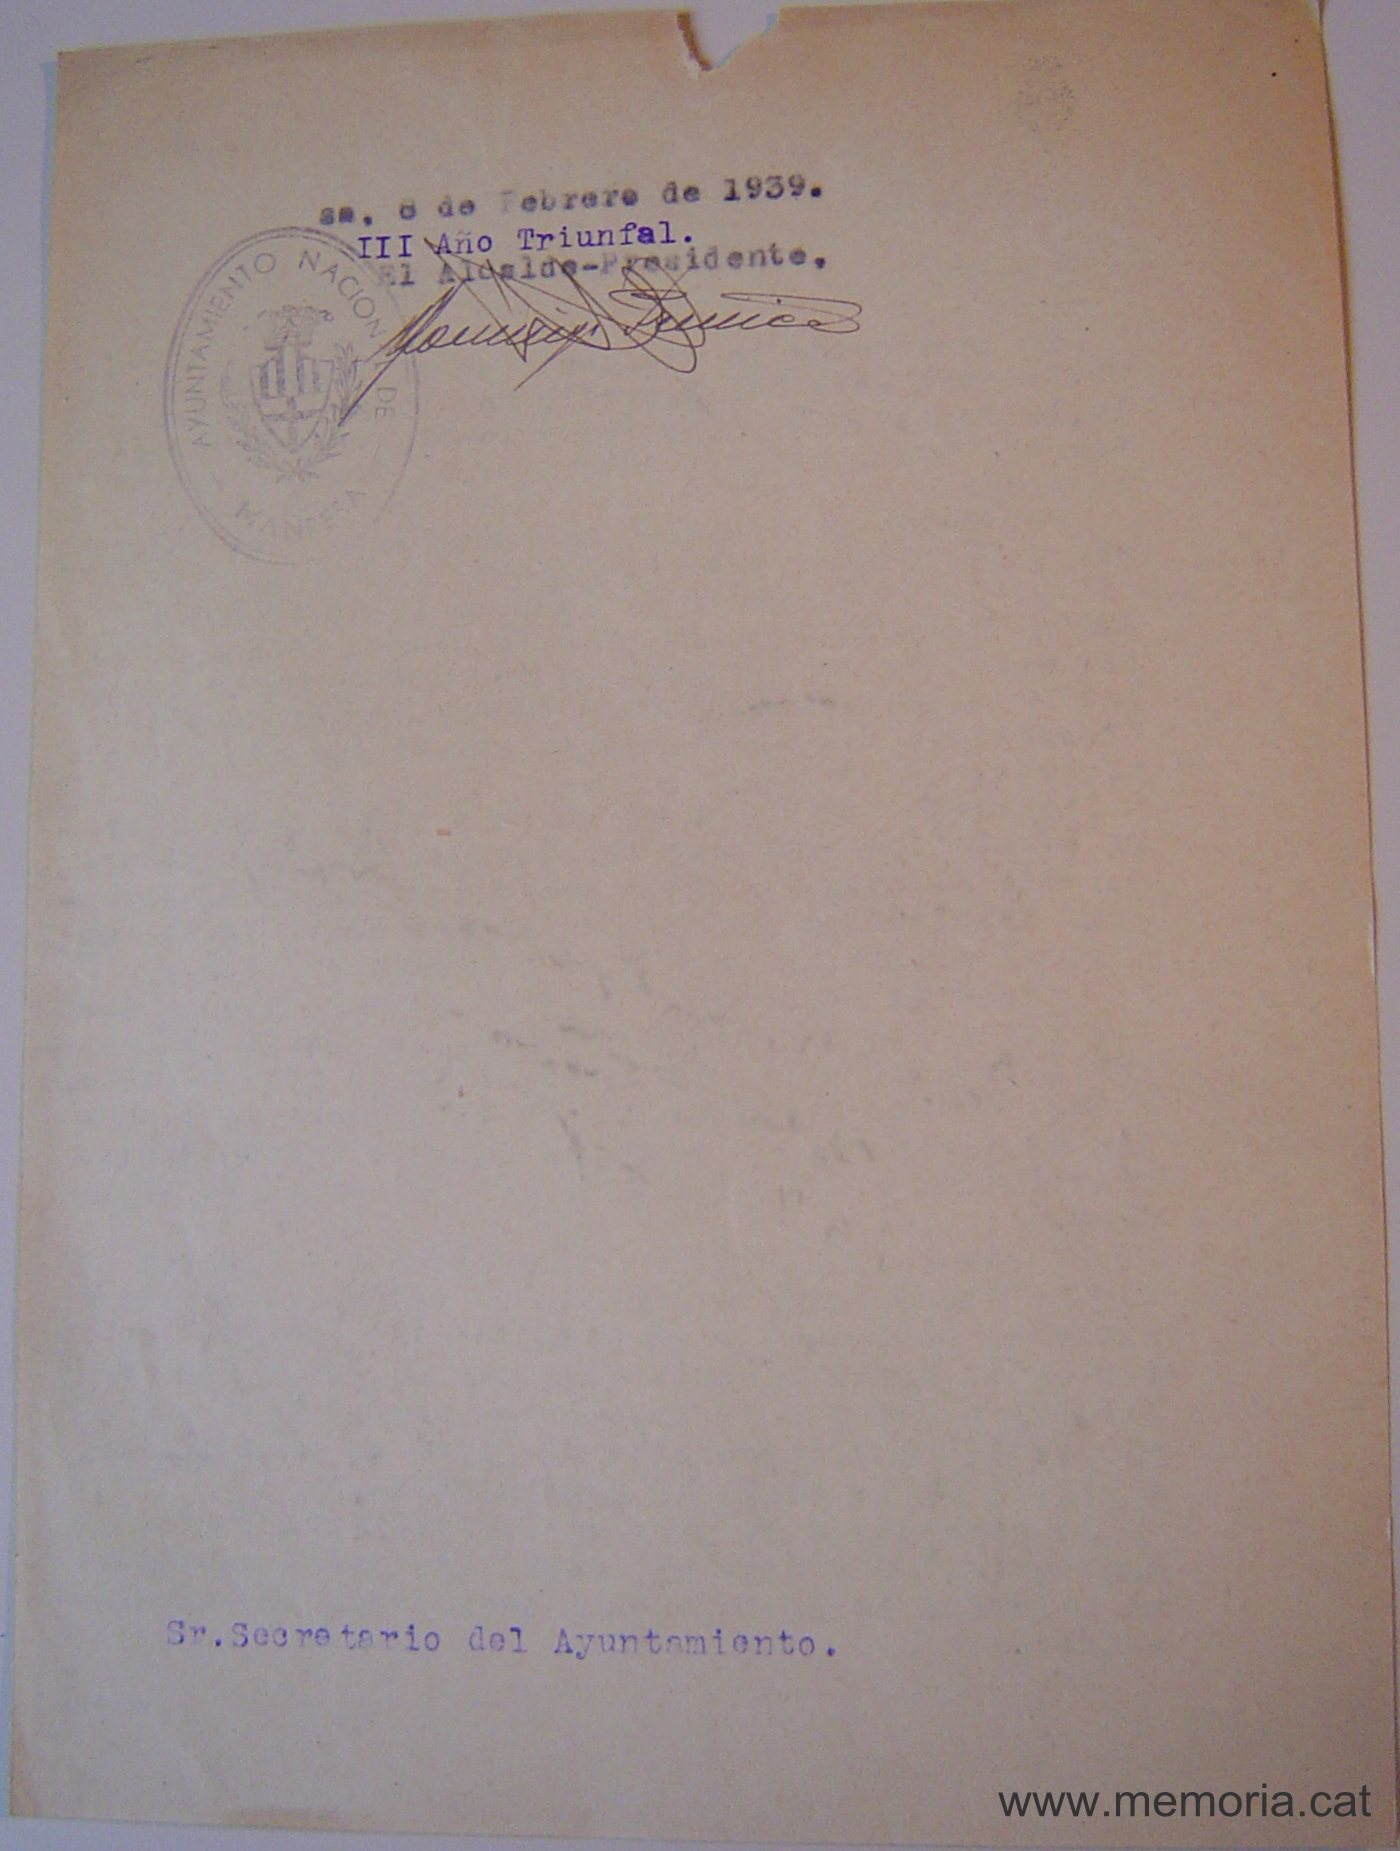 sa, 8 de Febrero de 1939.
III Año Triunfal.
El Alcalde-Presidente,
AYUNTAMIENTO NACIONAL DE
MANRESA
Sr.Secretario del Ayuntamiento.
www.memoria.cat